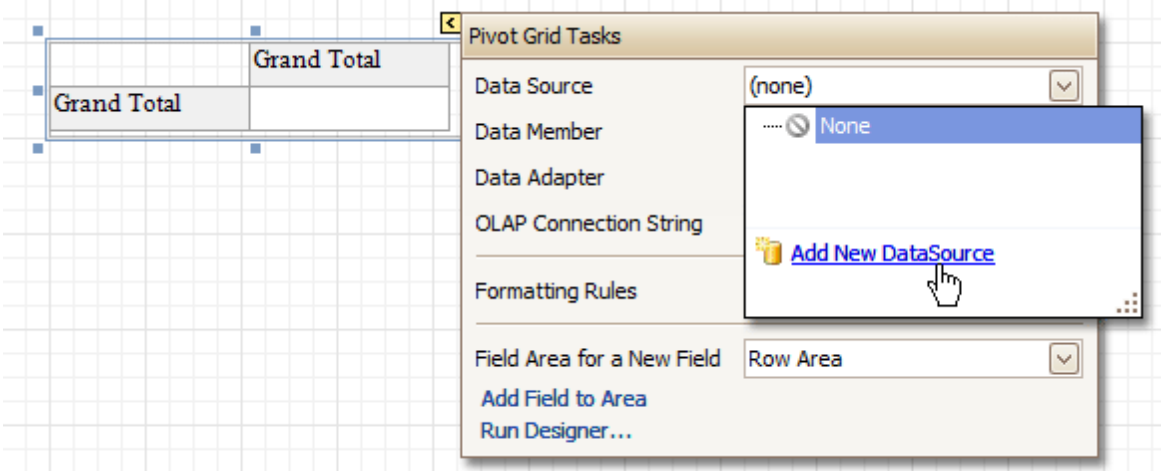 Pivot Grid Tasks
Grand Total
Grand Total
Data Source (none)
None
Data Member
Data Adapter
OLAP Connection String
Add New DataSource
Formatting Rules
Field Area for a New Field Row Area
Add Field to Area
Run Designer...